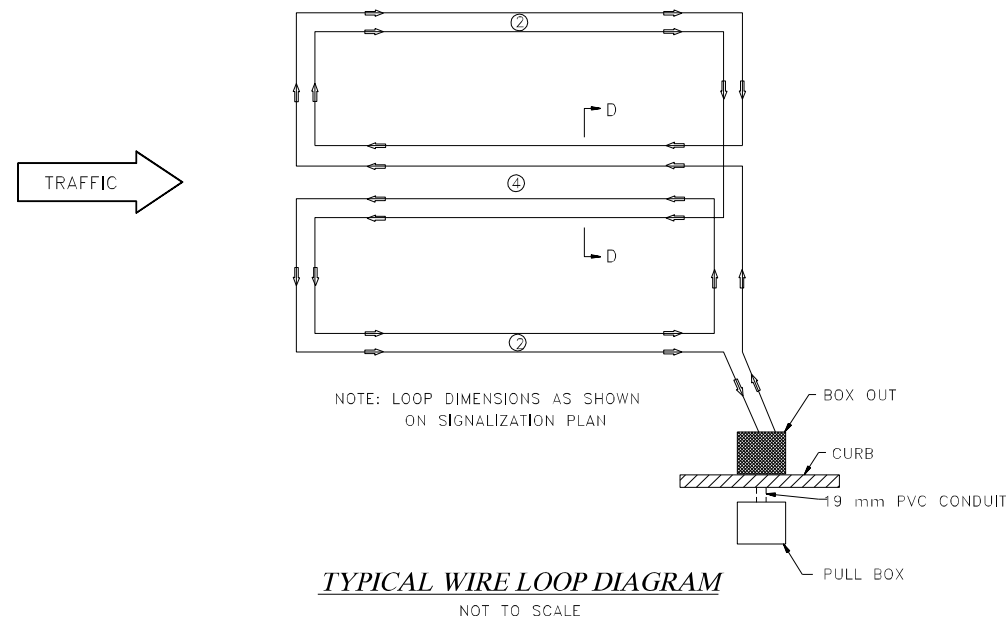 ②
D
TRAFFIC
④
D
②
NOTE: LOOP DIMENSIONS AS SHOWN
ON SIGNALIZATION PLAN
BOX OUT
CURB
19 mm PVC CONDUIT
PULL BOX
TYPICAL WIRE LOOP DIAGRAM
NOT TO SCALE